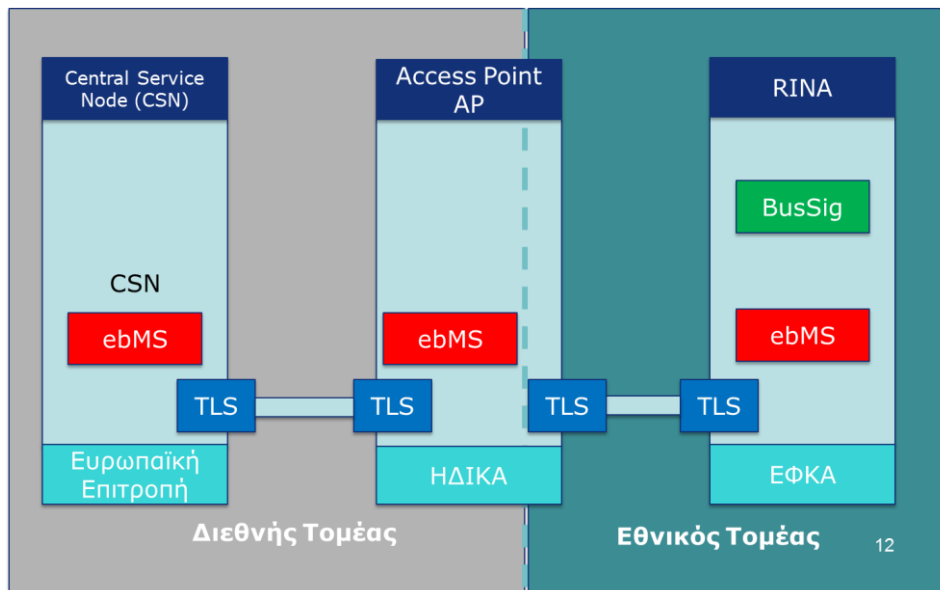 Central Service
Node (CSN)
CSN
ebMS
TLS
Ευρωπαϊκή
Επιτροπή
Access Point
AP
ebMS
TLS
TLS
ΗΔΙΚΑ
RINA
BusSig
ebMS
TLS
ΕΦΚΑ
Διεθνής Τομέας
Εθνικός Τομέας
12